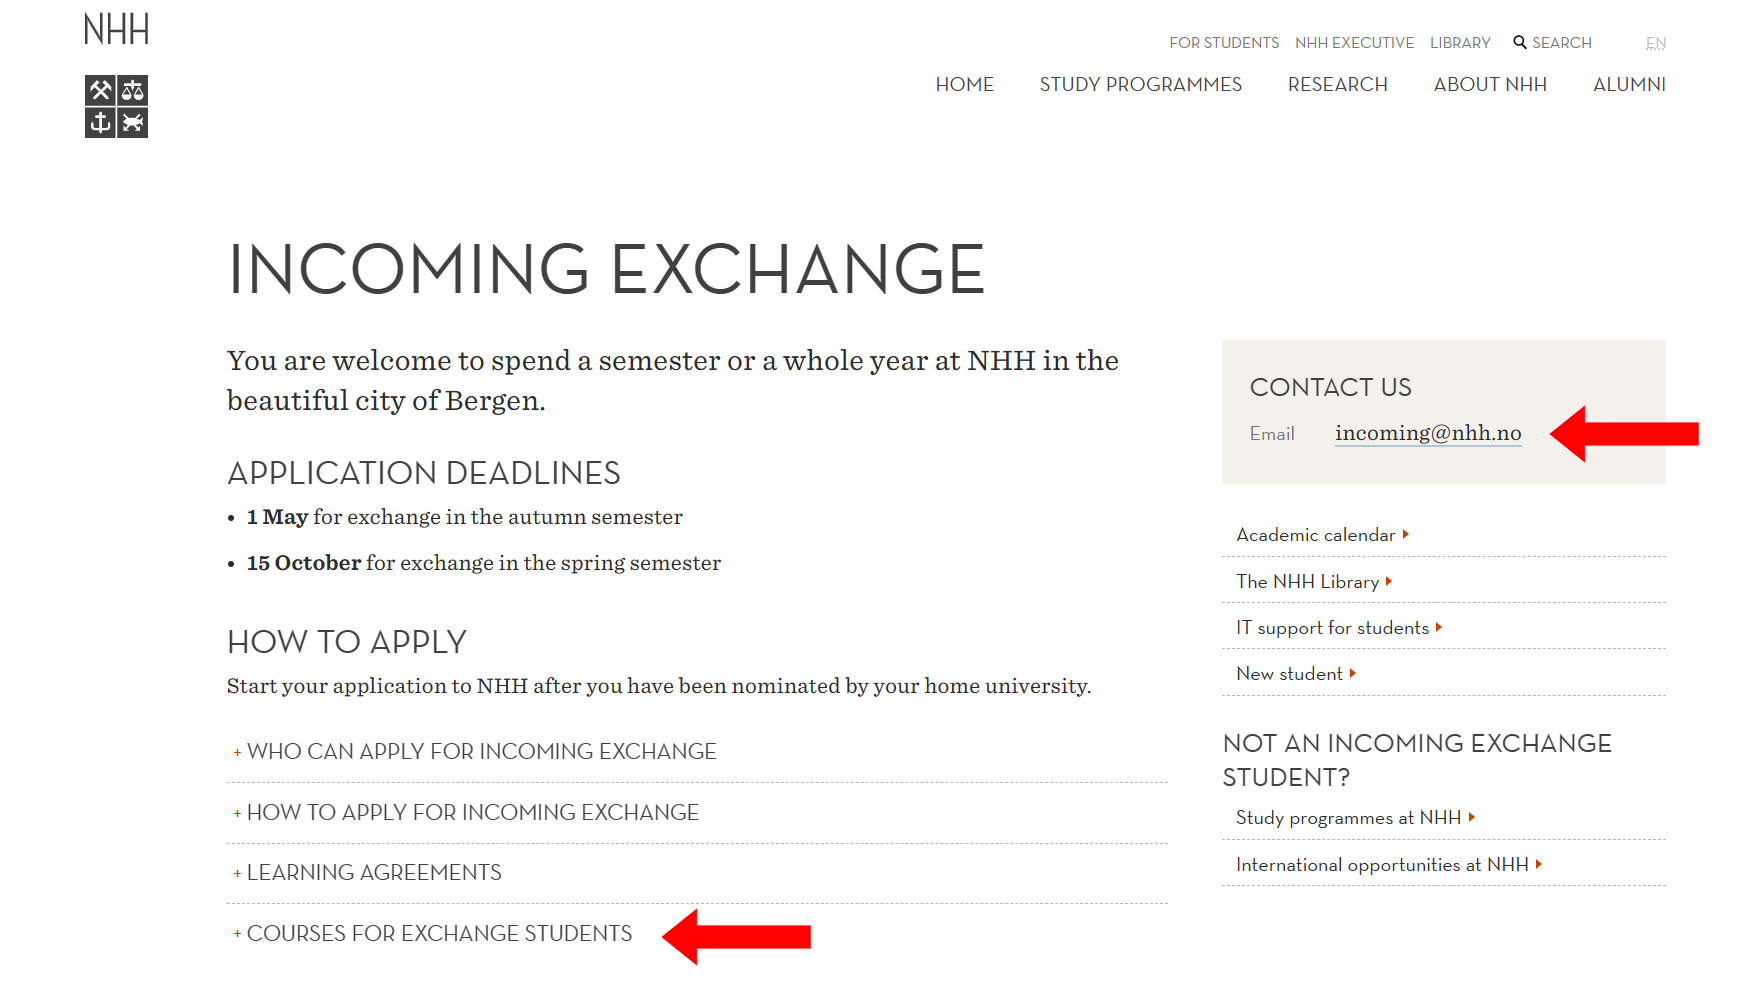 NHH
FOR STUDENTS NHH EXECUTIVE LIBRARY SEARCH EN
HOME STUDY PROGRAMMES RESEARCH ABOUT NHH ALUMNI
INCOMING EXCHANGE
You are welcome to spend a semester or a whole year at NHH in the
beautiful city of Bergen.
APPLICATION DEADLINES
• 1 May for exchange in the autumn semester
• 15 October for exchange in the spring semester
HOW TO APPLY
Start your application to NHH after you have been nominated by your home university.
+ WHO CAN APPLY FOR INCOMING EXCHANGE
+ HOW TO APPLY FOR INCOMING EXCHANGE
+ LEARNING AGREEMENTS
+ COURSES FOR EXCHANGE STUDENTS
CONTACT US
Email incoming@nhh.no
Academic calendar
The NHH Library
IT support for students
New student
NOT AN INCOMING EXCHANGE
STUDENT?
Study programmes at NHH
International opportunities at NHH